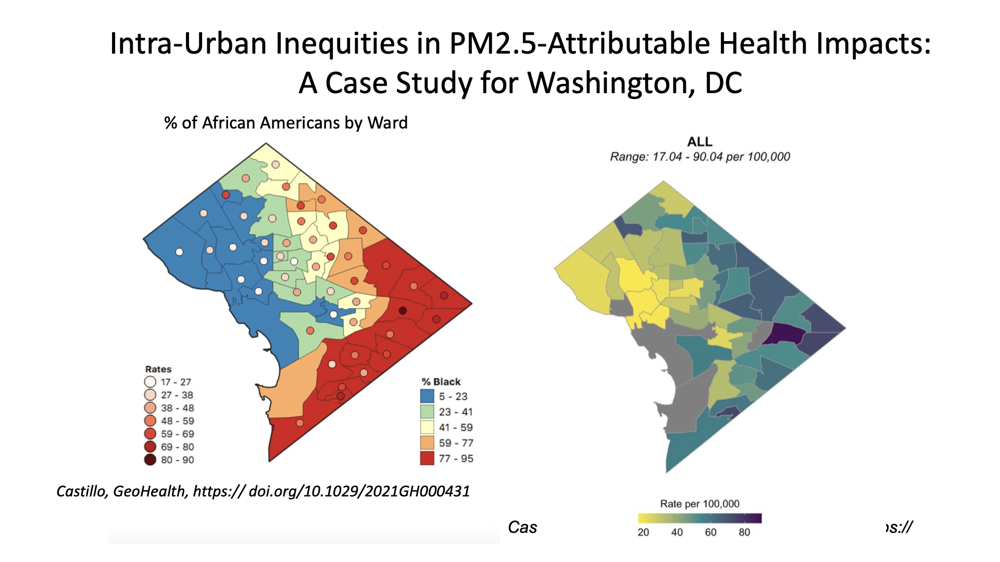 Intra-Urban Inequities in PM2.5-Attributable Health Impacts:
A Case Study for Washington, DC
% of African Americans by Ward
ALL
Range: 17.04 - 90.04 per 100,000
Rates
17 - 27
27 - 38
38 - 48
48 - 59
59 - 69
69 - 80
80 - 90
% Black
5 - 23
23 - 41
41 - 59
59 - 77
77 - 95
Castillo, GeoHealth, https:// doi.org/10.1029/2021GH000431
Rate per 100,000
20 40 60 80
Cas
s://